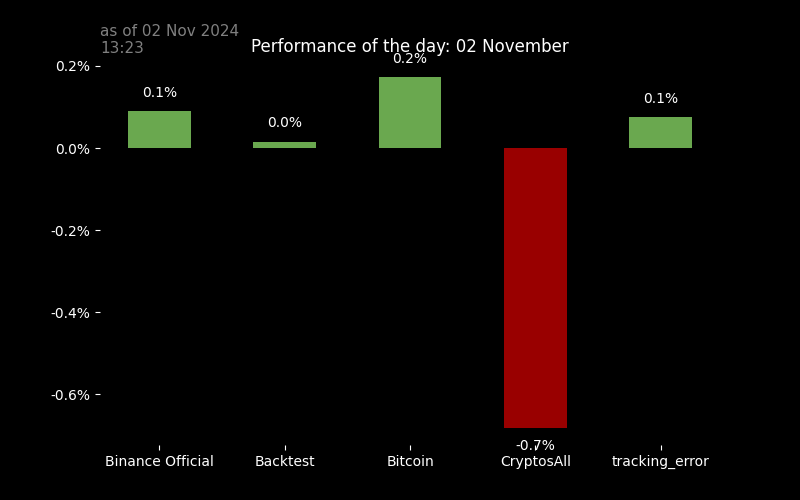 as of 02 Nov 2024
13:23
Performance of the day: 02 November
0.2%
0.2%
0.1%
0.0%
0.1%
0.0%
-0.2%
-0.4%
-0.6%
-0.7%
Binance Official
Backtest
Bitcoin
CryptosAll
tracking_error